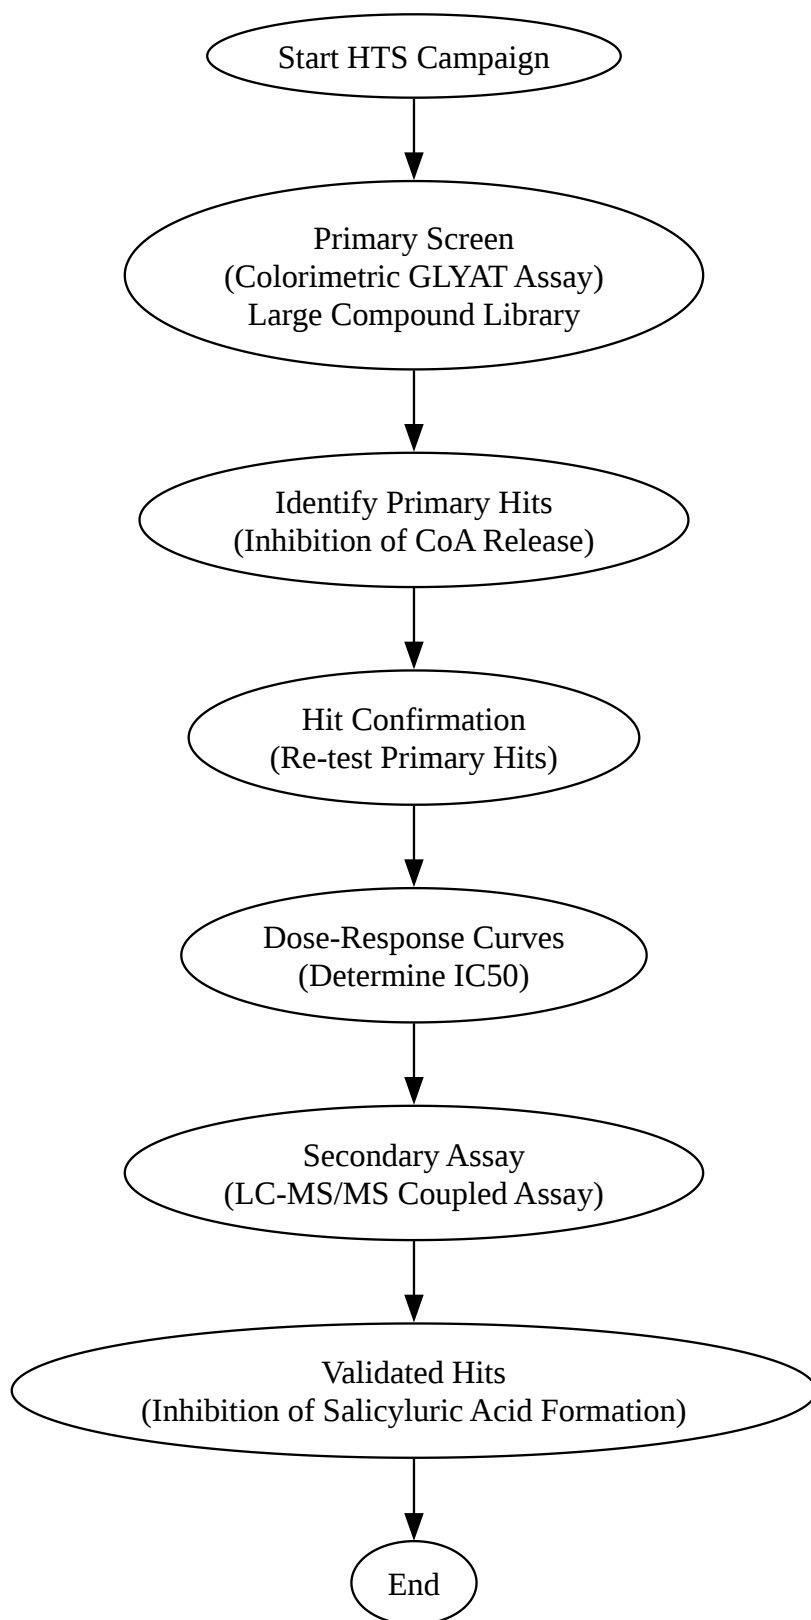 Start HTS Campaign
Primary Screen
(Colorimetric GLYAT Assay)
Large Compound Library
Identify Primary Hits
(Inhibition of CoA Release)
Hit Confirmation
(Re-test Primary Hits)
Dose-Response Curves
(Determine IC50)
Secondary Assay
(LC-MS/MS Coupled Assay)
Validated Hits
(Inhibition of Salicyluric Acid Formation)
End